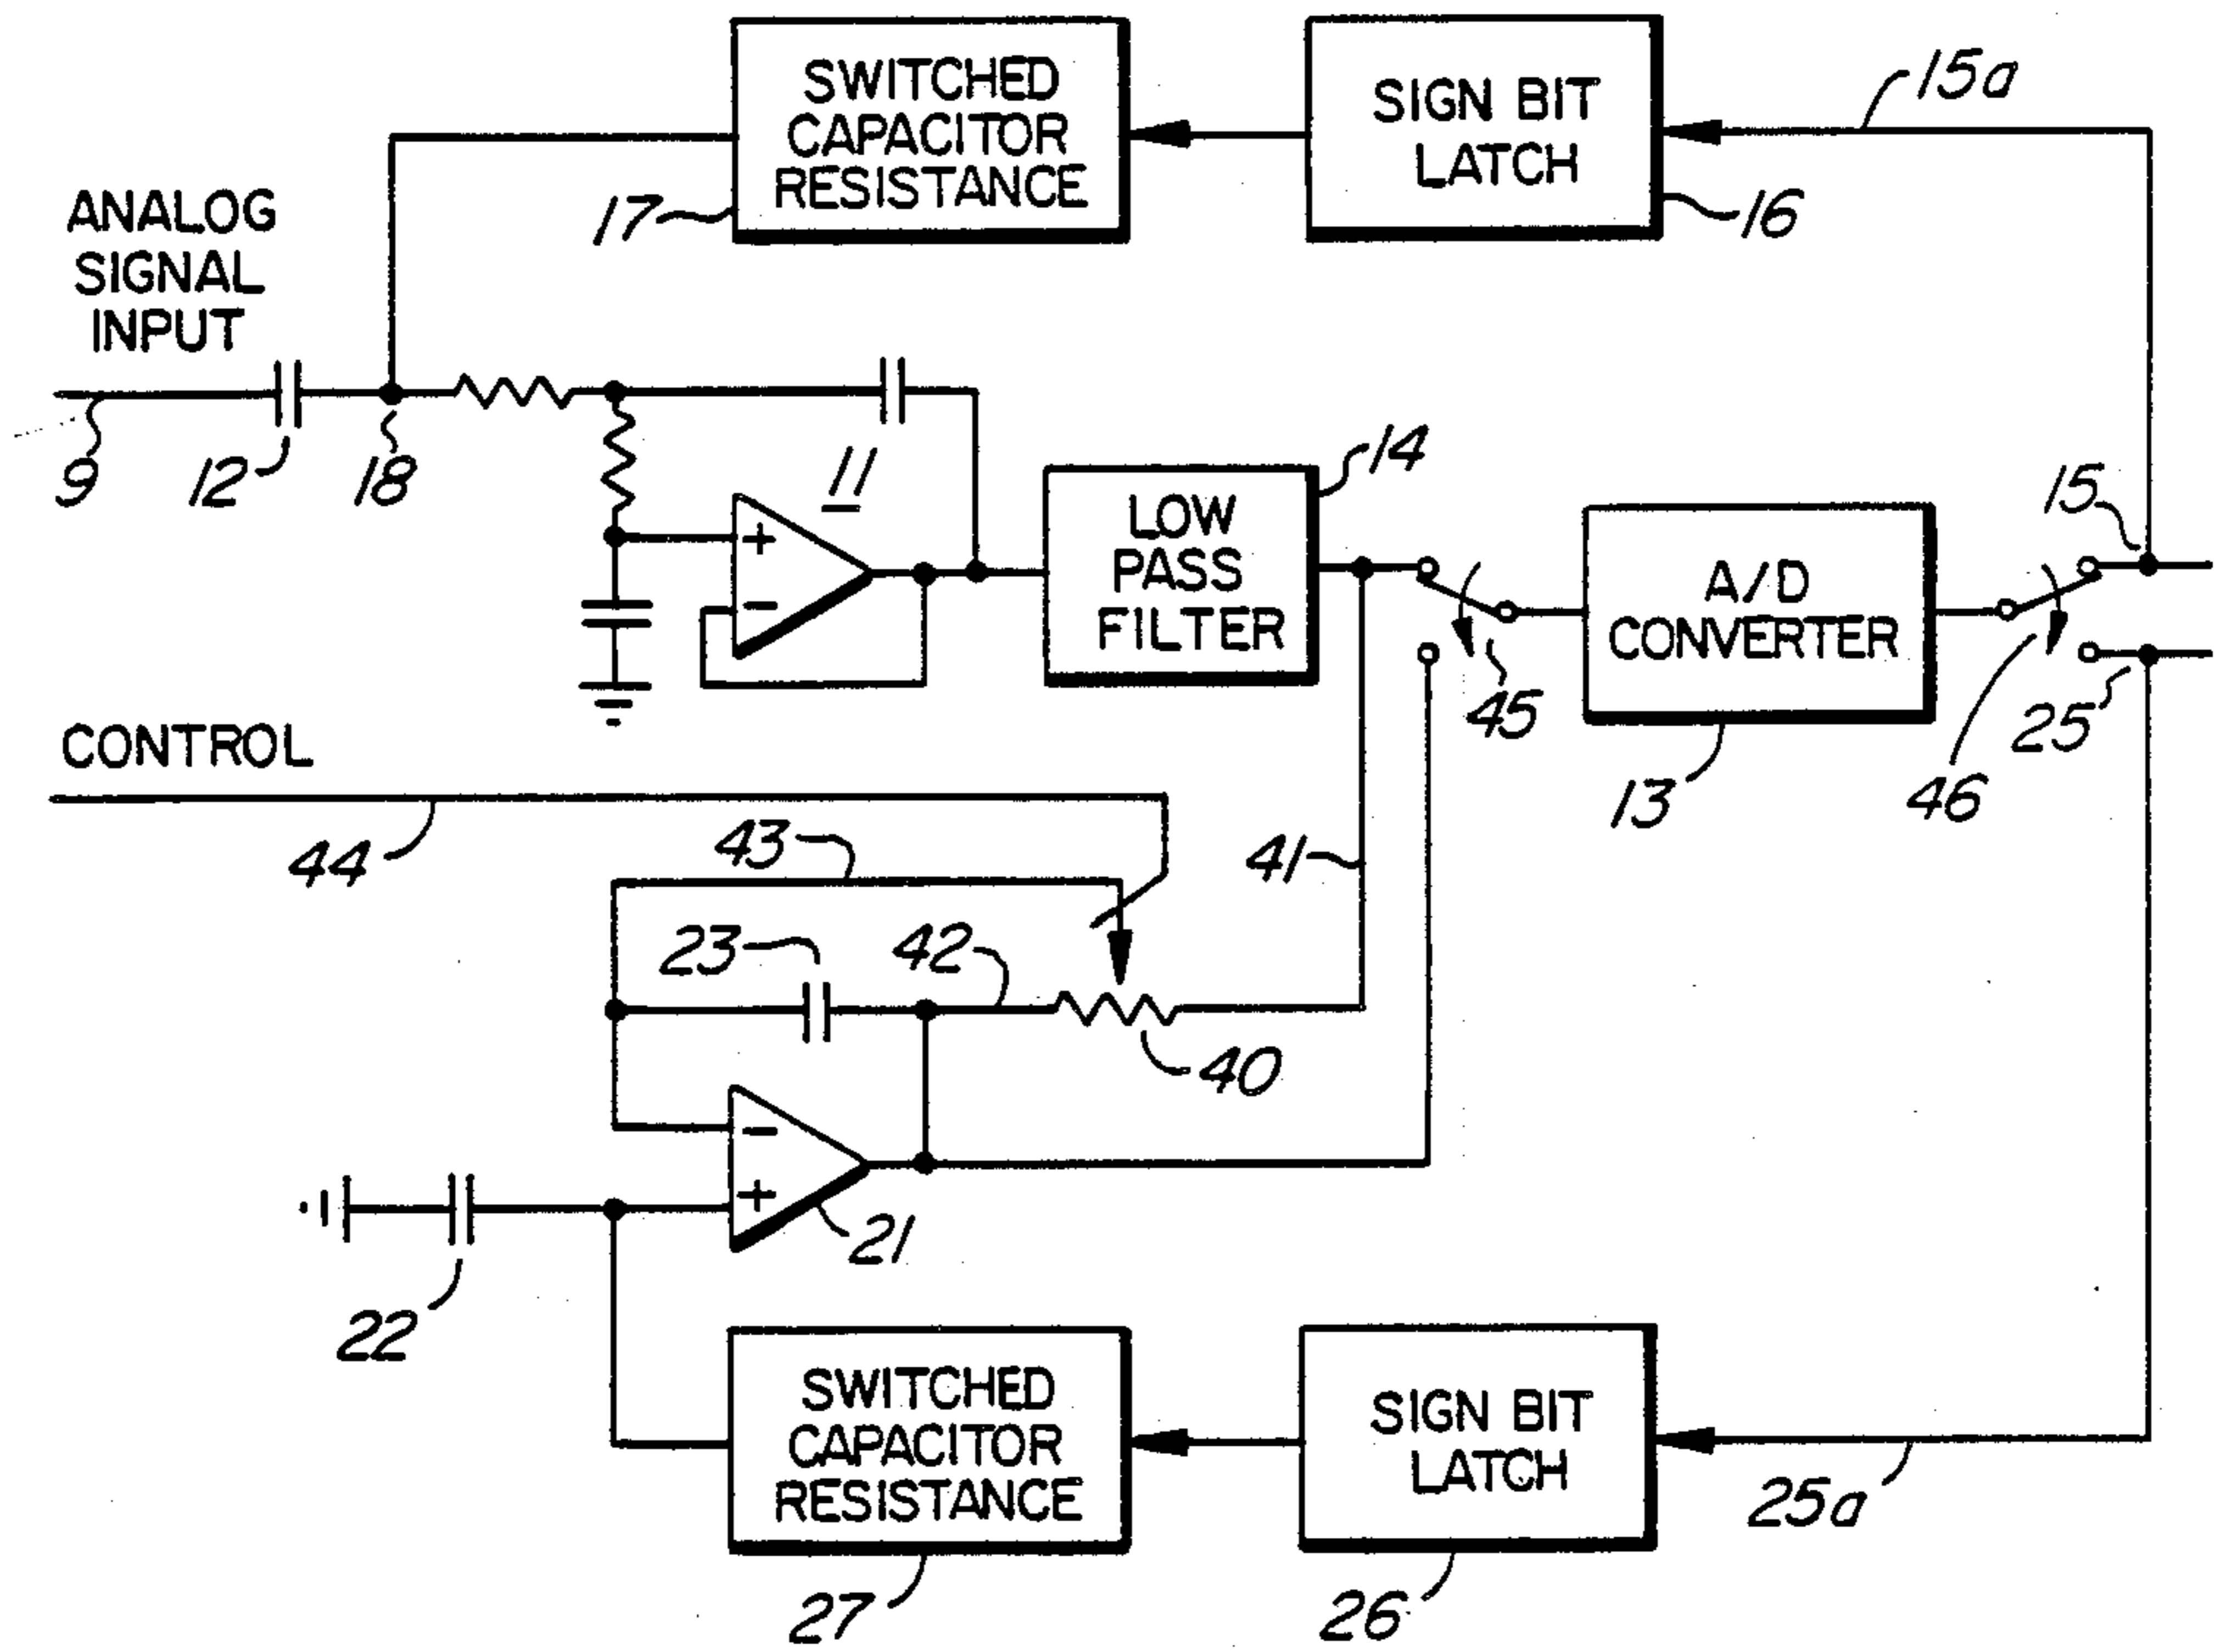 SWITCHED
CAPACITOR
RESISTANCE
17
SIGN BIT
LATCH
16
15a
ANALOG
SIGNAL
INPUT
9
12
18
11
+
−
LOW
PASS
FILTER
14
45
A/D
CONVERTER
13
15
46
25
CONTROL
44
43
41
23
42
40
−
+
21
22
SWITCHED
CAPACITOR
RESISTANCE
27
SIGN BIT
LATCH
26
25a